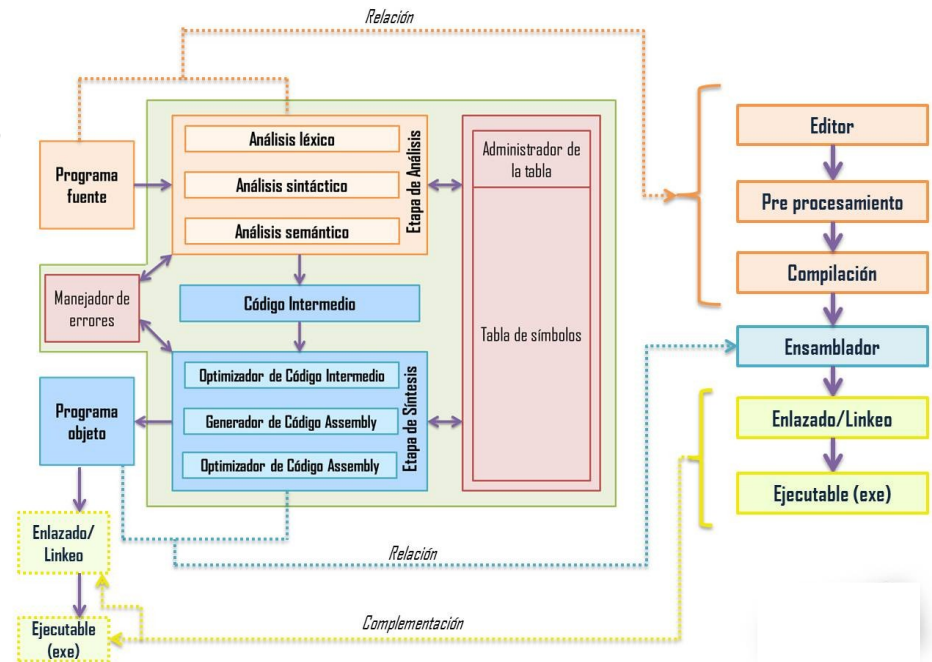 Relación
Programa
fuente
Análisis léxico
Análisis sintáctico
Análisis semántico
Etapa de Análisis
Administrador de
la tabla
Tabla de símbolos
Manejador de
errores
Código Intermedio
Optimizador de Código Intermedio
Generador de Código Assembly
Optimizador de Código Assembly
Etapa de Síntesis
Programa
objeto
Enlazado/
Linkeo
Ejecutable
(exe)
Relación
Complementación
Editor
Pre procesamiento
Compilación
Ensamblador
Enlazado/Linkeo
Ejecutable (exe)